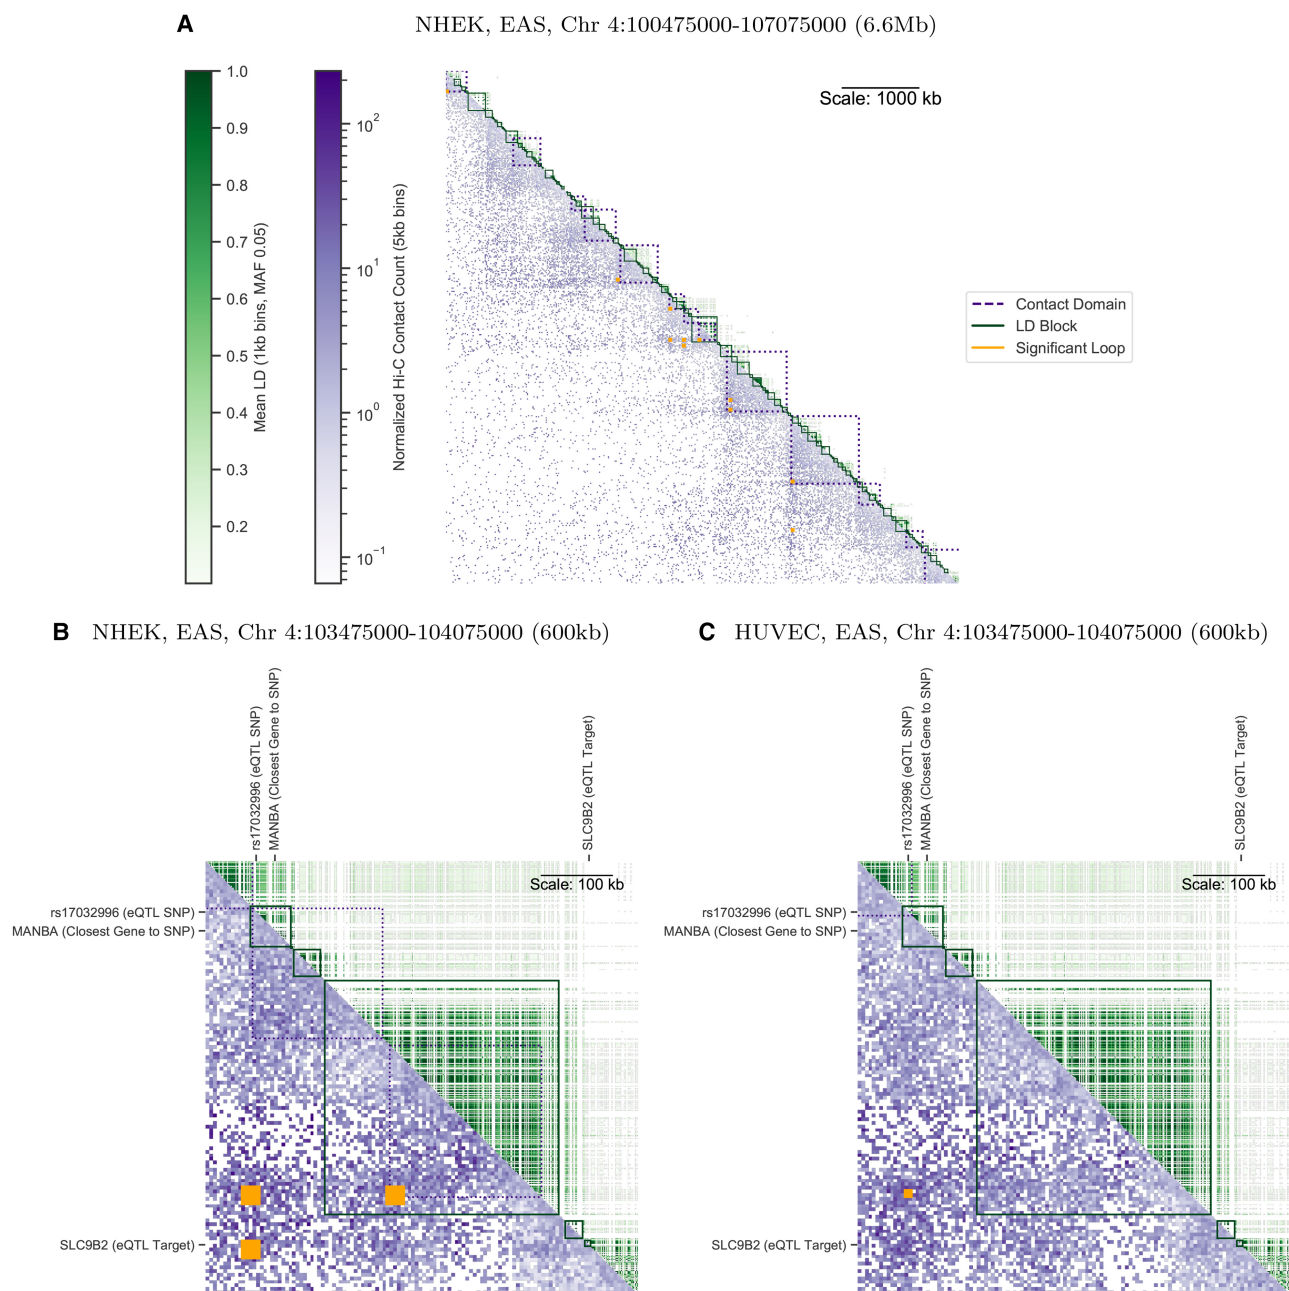 A
NHEK, EAS, Chr 4:100475000-107075000 (6.6Mb)
1.0
0.9
0.8
0.7
0.6
0.5
0.4
0.3
0.2
Mean LD (1kb bins, MAF 0.05)
10²
10¹
10⁰
10⁻¹
Normalized Hi-C Contact Count (5kb bins)
Scale: 1000 kb
Contact Domain
LD Block
Significant Loop
B
NHEK, EAS, Chr 4:103475000-104075000 (600kb)
rs17032996 (eQTL SNP)
MANBA (Closest Gene to SNP)
SLC9B2 (eQTL Target)
Scale: 100 kb
rs17032996 (eQTL SNP)
MANBA (Closest Gene to SNP)
SLC9B2 (eQTL Target)
C
HUVEC, EAS, Chr 4:103475000-104075000 (600kb)
rs17032996 (eQTL SNP)
MANBA (Closest Gene to SNP)
SLC9B2 (eQTL Target)
Scale: 100 kb
rs17032996 (eQTL SNP)
MANBA (Closest Gene to SNP)
SLC9B2 (eQTL Target)